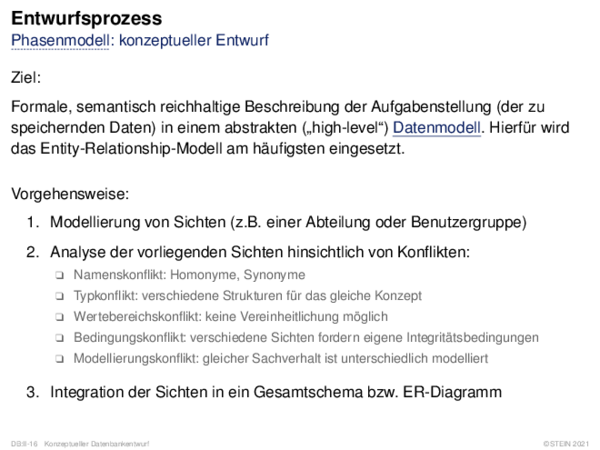 Entwurfsprozess
Phasenmodell: konzeptueller Entwurf
Ziel:
Formale, semantisch reichhaltige Beschreibung der Aufgabenstellung (der zu
speichernden Daten) in einem abstrakten („high-level“) Datenmodell. Hierfür wird
das Entity-Relationship-Modell am häufigsten eingesetzt.
Vorgehensweise:
1. Modellierung von Sichten (z.B. einer Abteilung oder Benutzergruppe)
2. Analyse der vorliegenden Sichten hinsichtlich von Konflikten:
❑ Namenskonflikt: Homonyme, Synonyme
❑ Typkonflikt: verschiedene Strukturen für das gleiche Konzept
❑ Wertebereichskonflikt: keine Vereinheitlichung möglich
❑ Bedingungskonflikt: verschiedene Sichten fordern eigene Integritätsbedingungen
❑ Modellierungskonflikt: gleicher Sachverhalt ist unterschiedlich modelliert
3. Integration der Sichten in ein Gesamtschema bzw. ER-Diagramm
DB:II-16 Konzeptueller Datenbankentwurf ©STEIN 2021